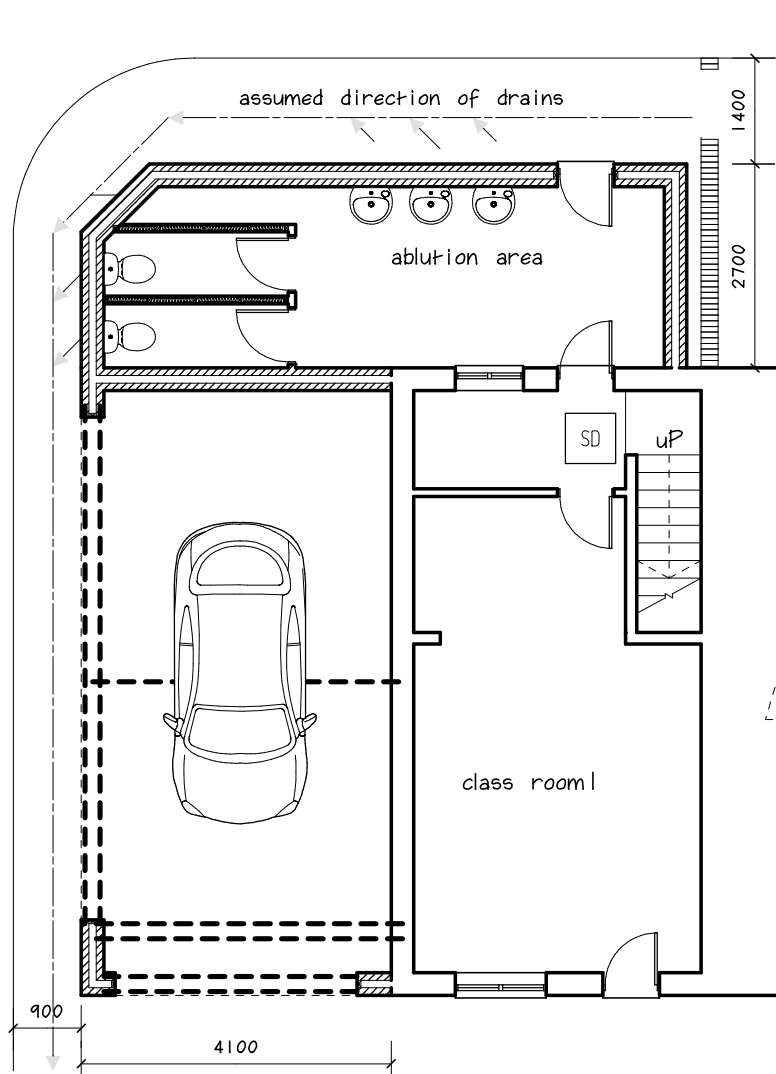 assumed direction of drains
1400
ablution area
2700
SD
uP
class room1
900
4100